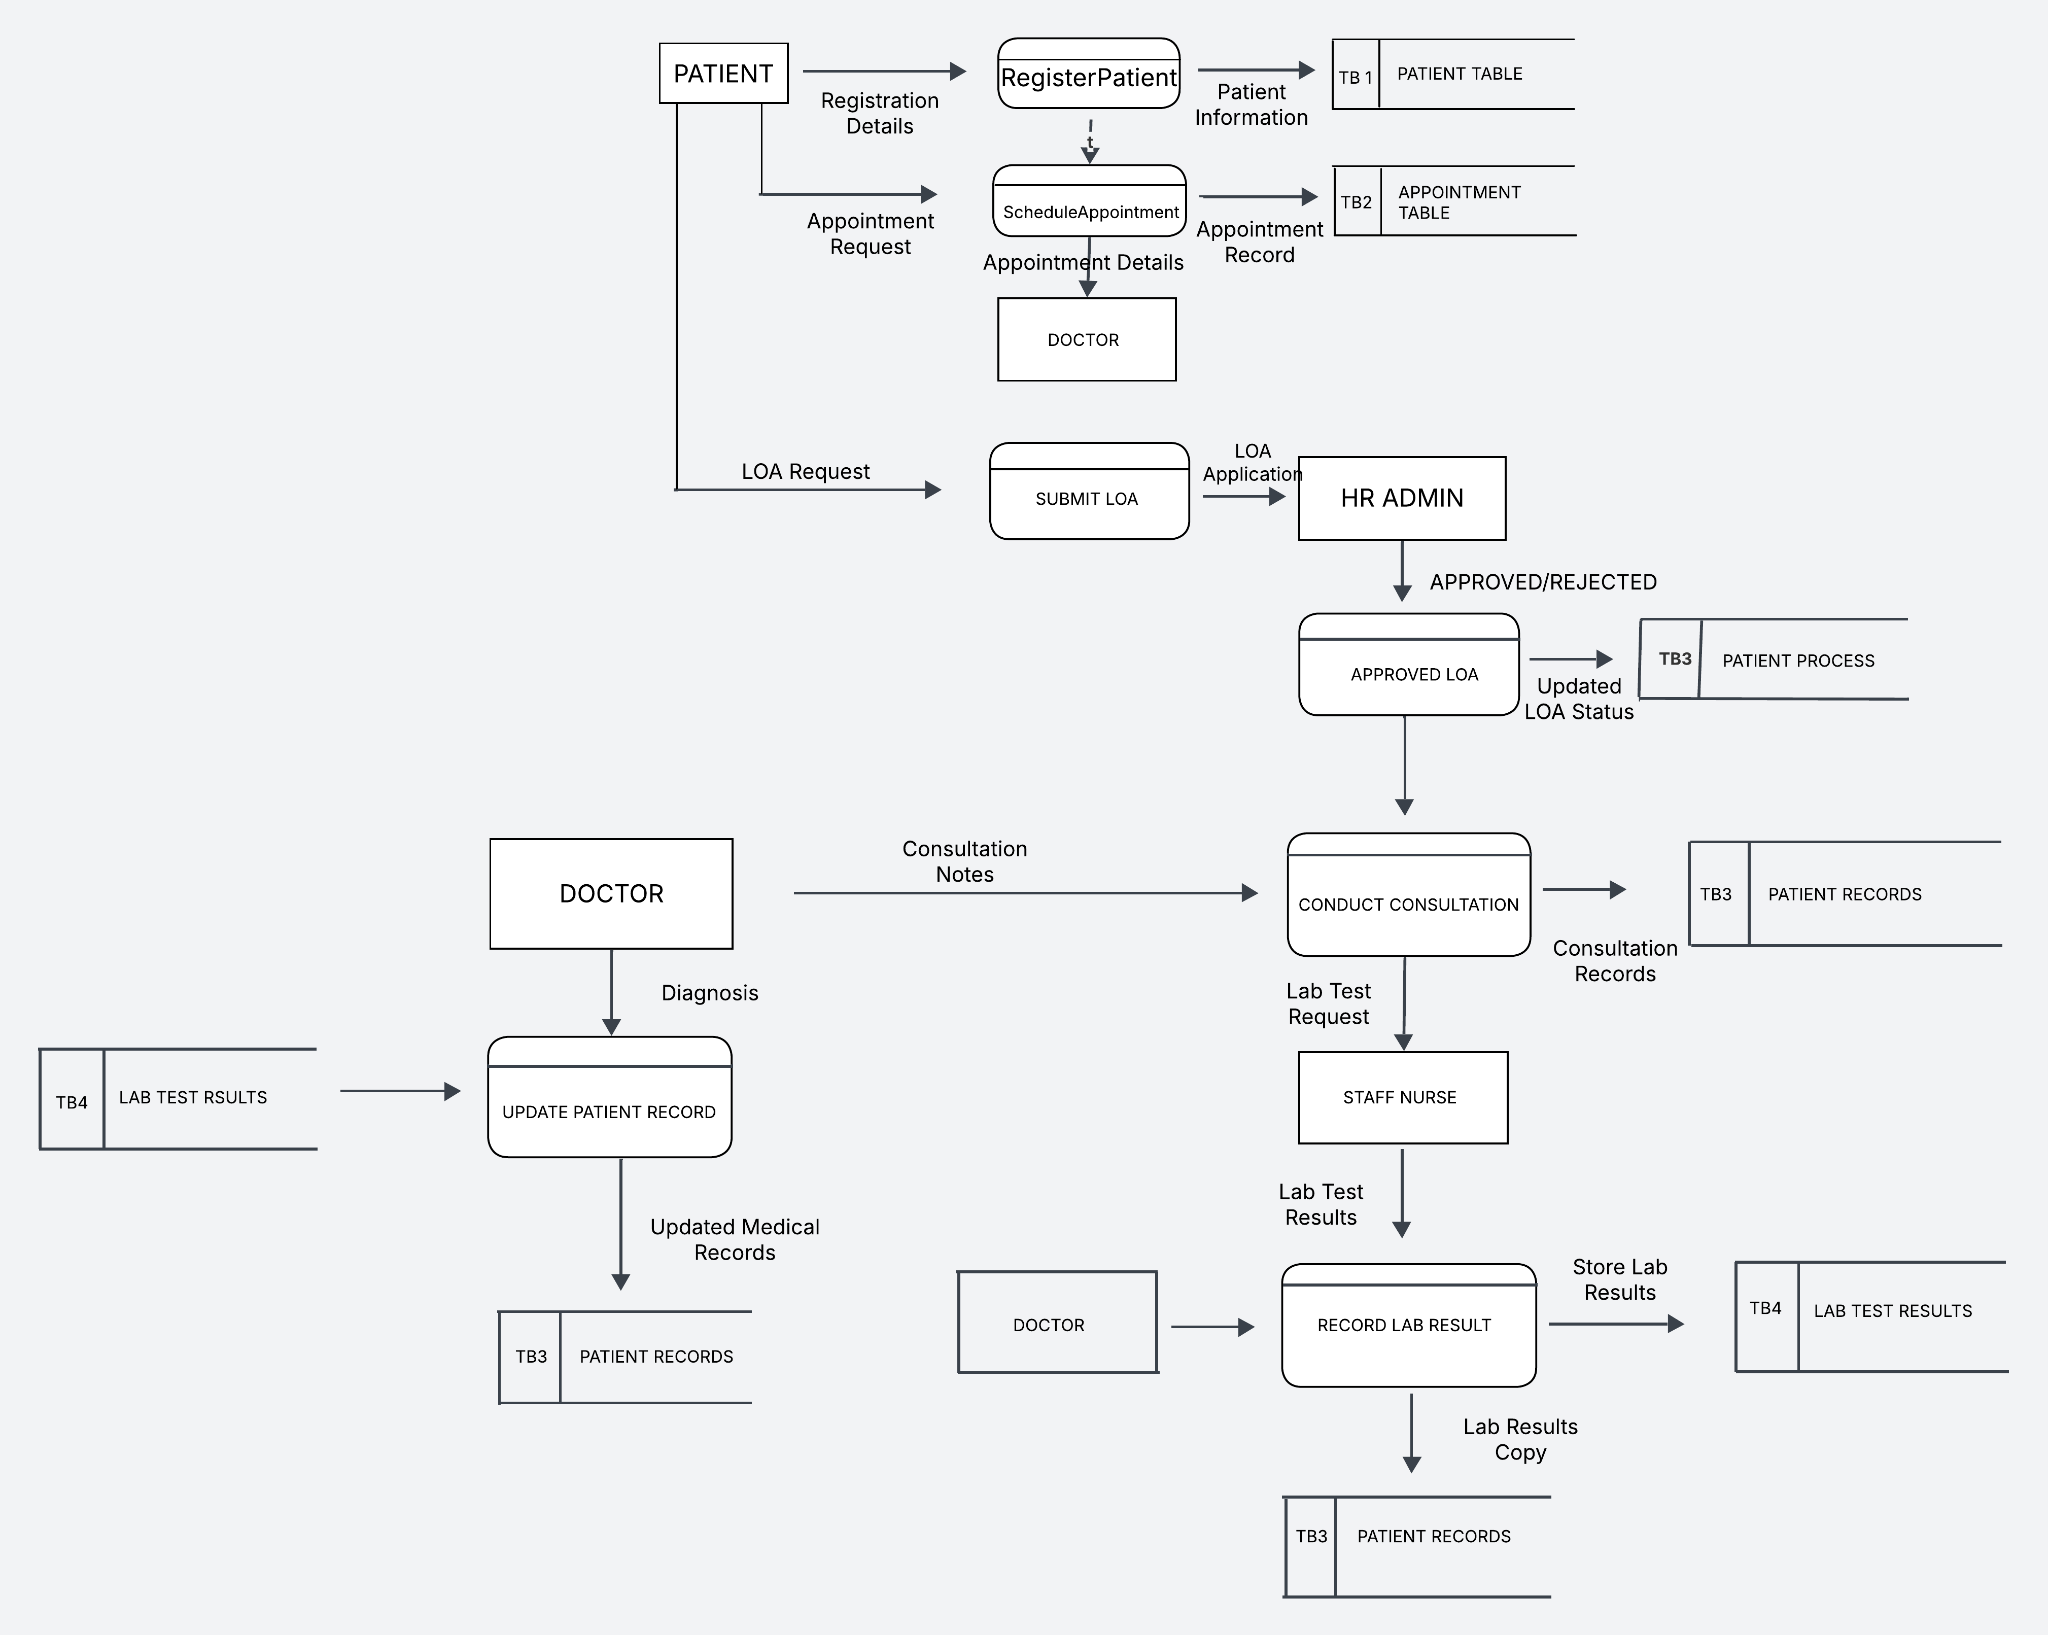 PATIENT
Registration
Details
RegisterPatient
Patient
Information
TB 1
PATIENT TABLE
t
Appointment
Request
ScheduleAppointment
Appointment
Record
TB2
APPOINTMENT
TABLE
Appointment Details
DOCTOR
LOA Request
SUBMIT LOA
LOA
Application
HR ADMIN
APPROVED/REJECTED
APPROVED LOA
Updated
LOA Status
TB3
PATIENT PROCESS
DOCTOR
Consultation
Notes
CONDUCT CONSULTATION
Consultation
Records
TB3
PATIENT RECORDS
Diagnosis
Lab Test
Request
TB4
LAB TEST RSULTS
UPDATE PATIENT RECORD
STAFF NURSE
Updated Medical
Records
Lab Test
Results
TB3
PATIENT RECORDS
DOCTOR
RECORD LAB RESULT
Store Lab
Results
TB4
LAB TEST RESULTS
Lab Results
Copy
TB3
PATIENT RECORDS